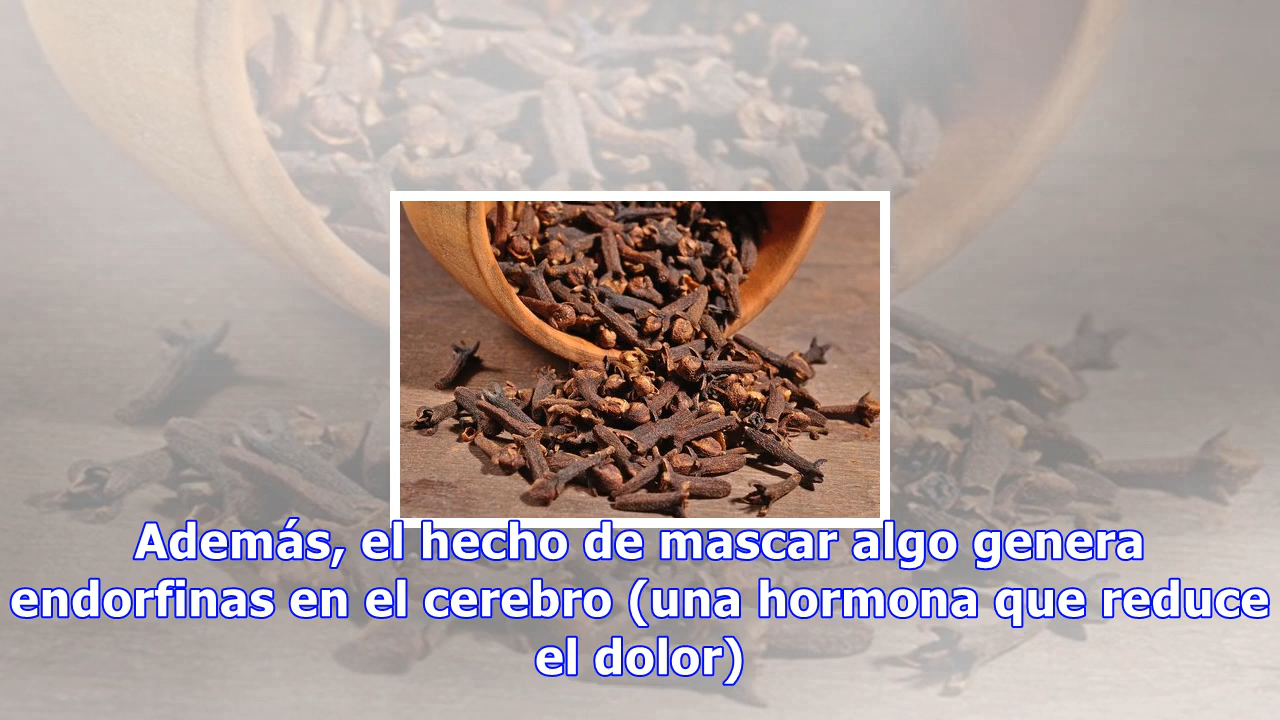 Además, el hecho de mascar algo genera
endorfinas en el cerebro (una hormona que reduce
el dolor)